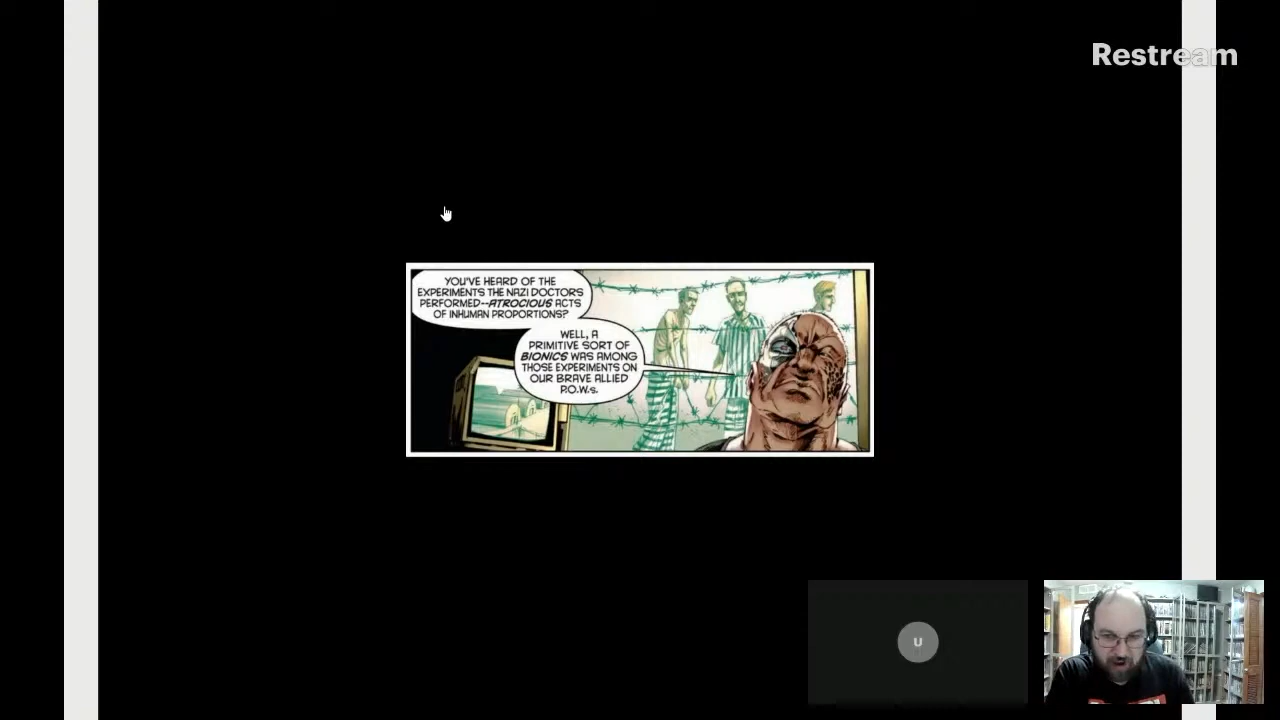 Restream
YOU'VE HEARD OF THE
EXPERIMENTS THE NAZI DOCTORS
PERFORMED--ATROCIOUS ACTS
OF INHUMAN PROPORTIONS?
WELL, A
PRIMITIVE SORT OF
BIONICS WAS AMONG
THOSE EXPERIMENTS ON
OUR BRAVE ALLIED
P.O.W.s.
U